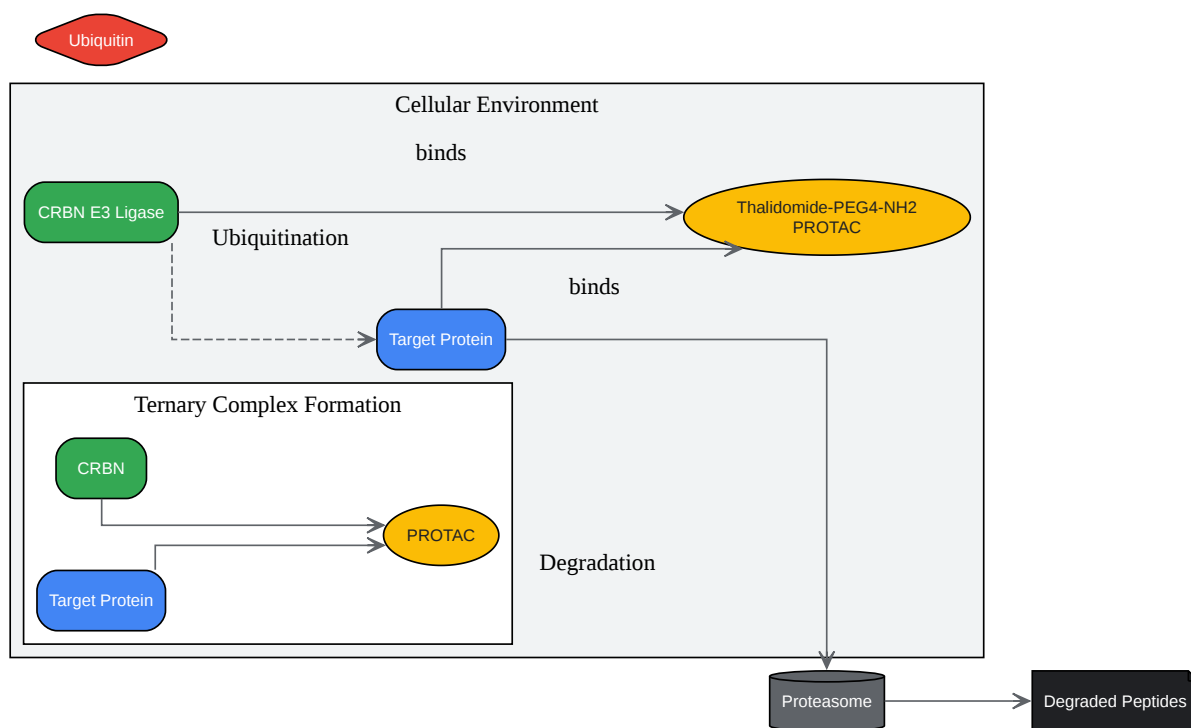 Ubiquitin
Cellular Environment
binds
CRBN E3 Ligase
Thalidomide-PEG4-NH2
PROTAC
Ubiquitination
binds
Target Protein
Ternary Complex Formation
CRBN
PROTAC
Target Protein
Degradation
Proteasome
Degraded Peptides